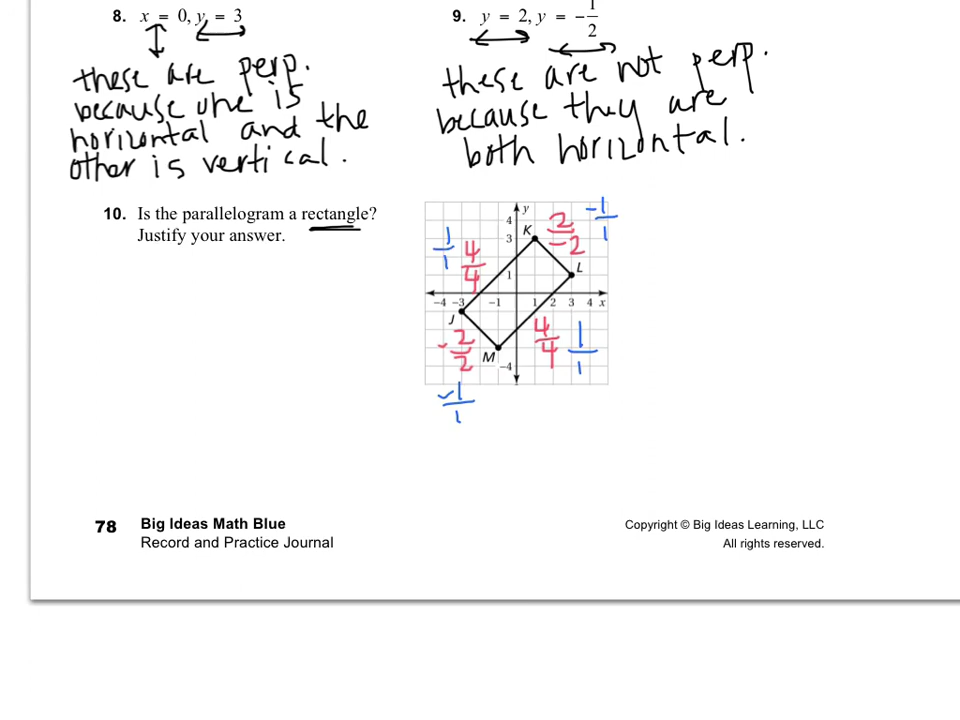 8. x = 0, y = 3
9. y = 2, y = -1/2
these are perp.
because one is
horizontal and the
other is vertical.
these are not perp.
because they are
both horizontal.
10. Is the parallelogram a rectangle?
Justify your answer.
y
4
3
1
-4 -3 -1 1 2 3 4 x
-4
K
L
J
M
1/1
4/4
2/-2
-1/1
-2/2
-1/1
4/4
1/1
78 Big Ideas Math Blue
Record and Practice Journal
Copyright © Big Ideas Learning, LLC
All rights reserved.